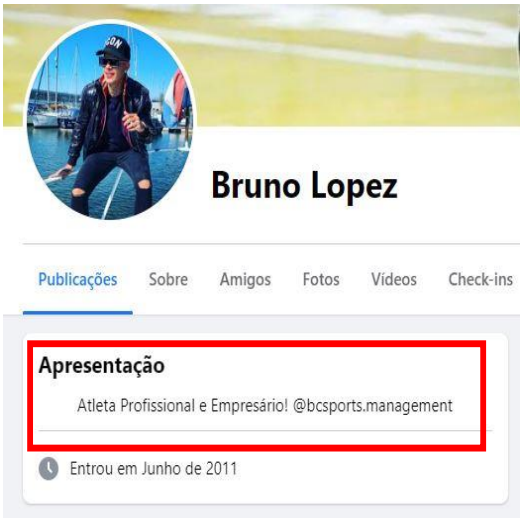 Bruno Lopez
Publicações Sobre Amigos Fotos Vídeos Check-ins
Apresentação
Atleta Profissional e Empresário! @bcsports.management
Entrou em Junho de 2011